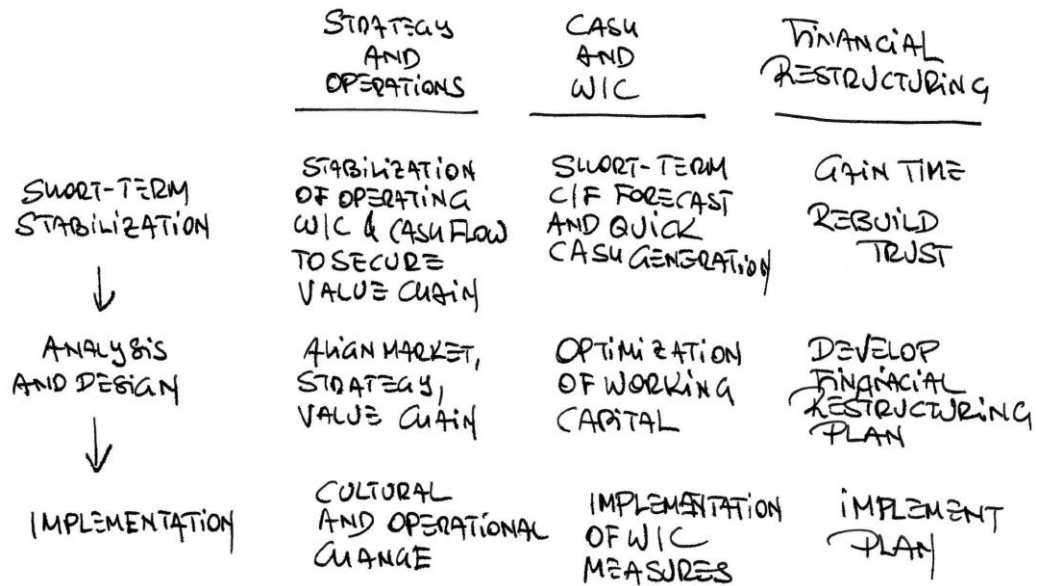 STRATEGY
AND
OPERATIONS
CASH
AND
W/C
FINANCIAL
RESTRUCTURING
SHORT-TERM
STABILIZATION
STABILIZATION
OF OPERATING
W/C & CASH FLOW
TO SECURE
VALUE CHAIN
SHORT-TERM
C/F FORECAST
AND QUICK
CASH GENERATION
GAIN TIME
REBUILD
TRUST
ANALYSIS
AND DESIGN
ALIGN MARKET,
STRATEGY,
VALUE CHAIN
OPTIMIZATION
OF WORKING
CAPITAL
DEVELOP
FINANCIAL
RESTRUCTURING
PLAN
IMPLEMENTATION
CULTURAL
AND OPERATIONAL
CHANGE
IMPLEMENTATION
OF W/C
MEASURES
IMPLEMENT
PLAN